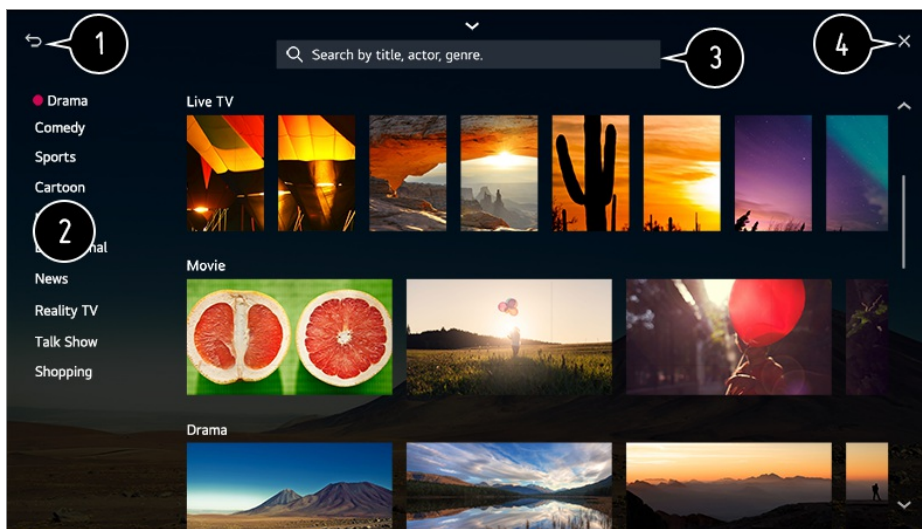 1
Search by title, actor, genre.
3
4
Drama
Comedy
Sports
Cartoon
2
News
Reality TV
Talk Show
Shopping
Live TV
Movie
Drama